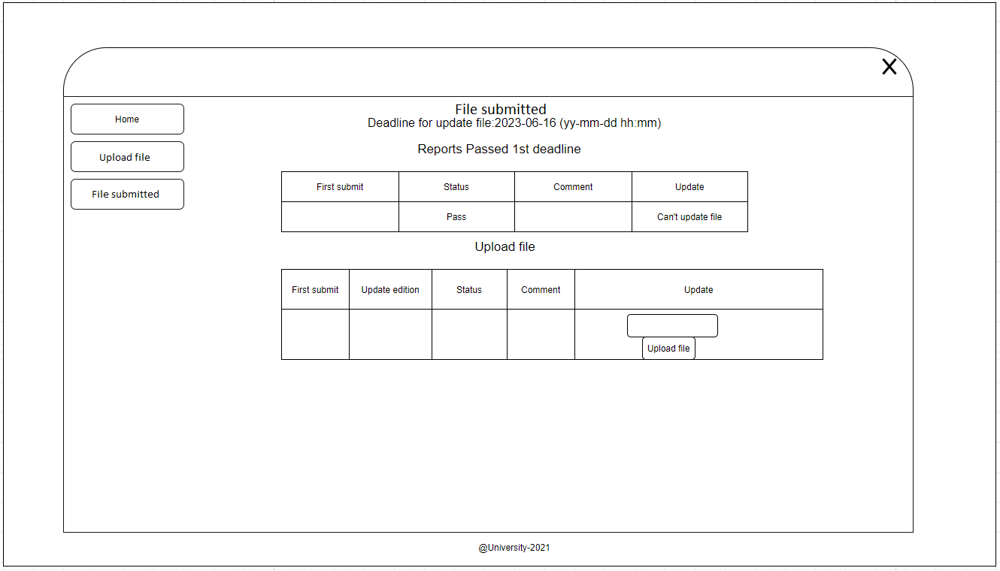 X
Home
Upload file
File submitted
File submitted
Deadline for update file:2023-06-16 (yy-mm-dd hh:mm)
Reports Passed 1st deadline
First submit Status Comment Update
Pass Can't update file
Upload file
First submit Update edition Status Comment Update
Upload file
@University-2021